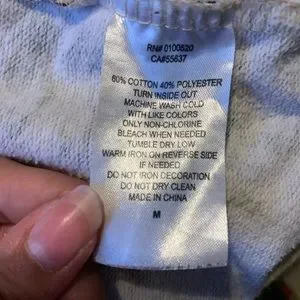 RN# 0100520
CA#55637
60% COTTON 40% POLYESTER
TURN INSIDE OUT
MACHINE WASH COLD
WITH LIKE COLORS
ONLY NON-CHLORINE
BLEACH WHEN NEEDED
TUMBLE DRY LOW
WARM IRON ON REVERSE SIDE
IF NEEDED
DO NOT IRON DECORATION
DO NOT DRY CLEAN
MADE IN CHINA
M